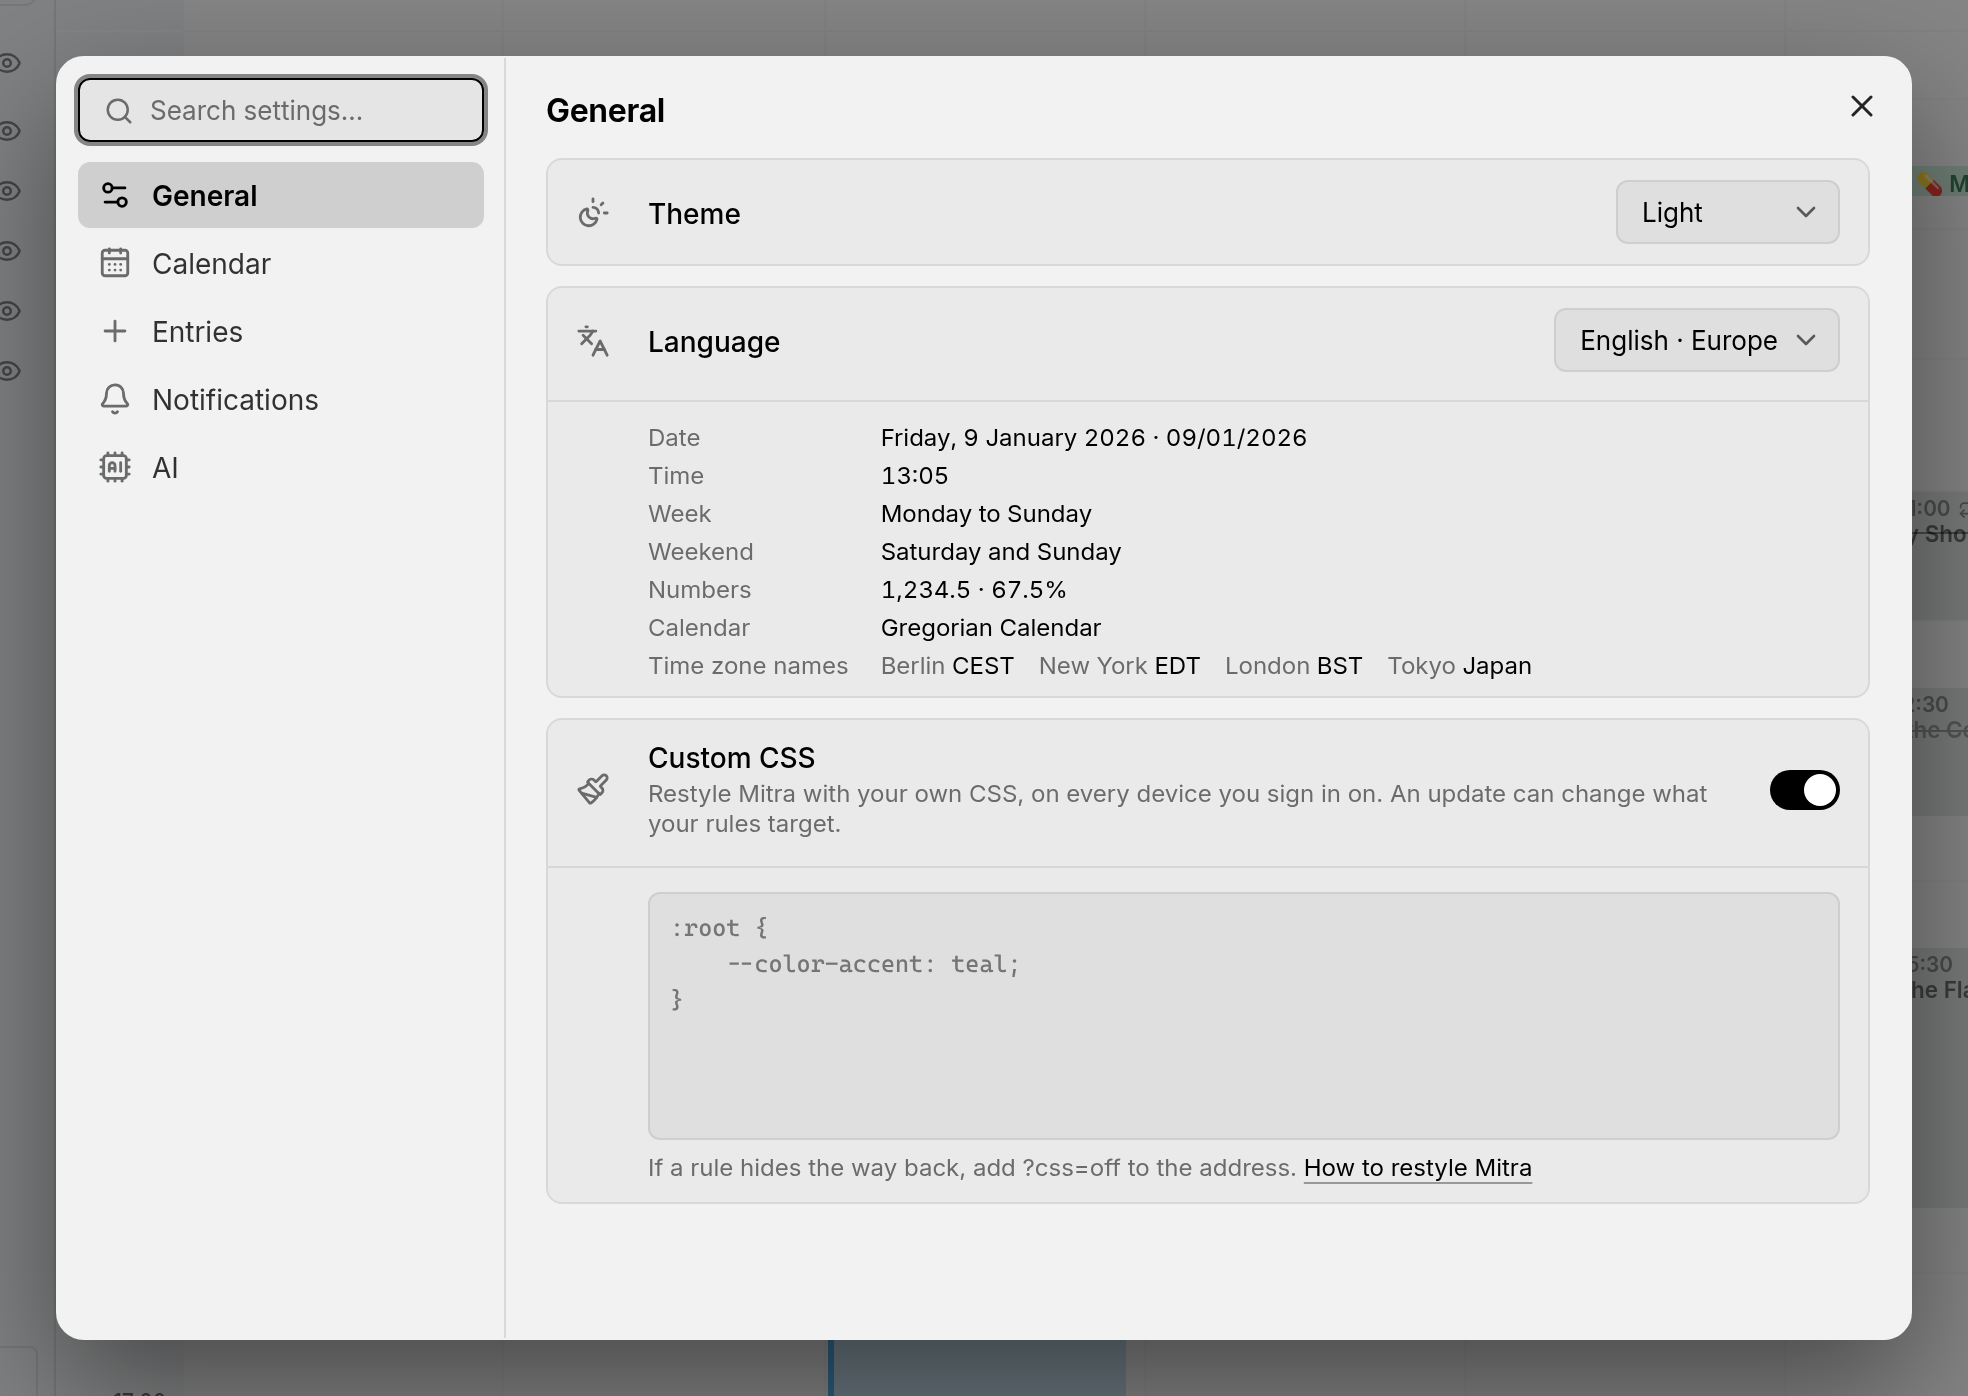 Search settings...
General
Calendar
Entries
Notifications
AI
General
Theme
Light
Language
English · Europe
Date Friday, 9 January 2026 · 09/01/2026
Time 13:05
Week Monday to Sunday
Weekend Saturday and Sunday
Numbers 1,234.5 · 67.5%
Calendar Gregorian Calendar
Time zone names Berlin CEST New York EDT London BST Tokyo Japan
Custom CSS
Restyle Mitra with your own CSS, on every device you sign in on. An update can change what
your rules target.
:root {
    --color-accent: teal;
}
If a rule hides the way back, add ?css=off to the address. How to restyle Mitra